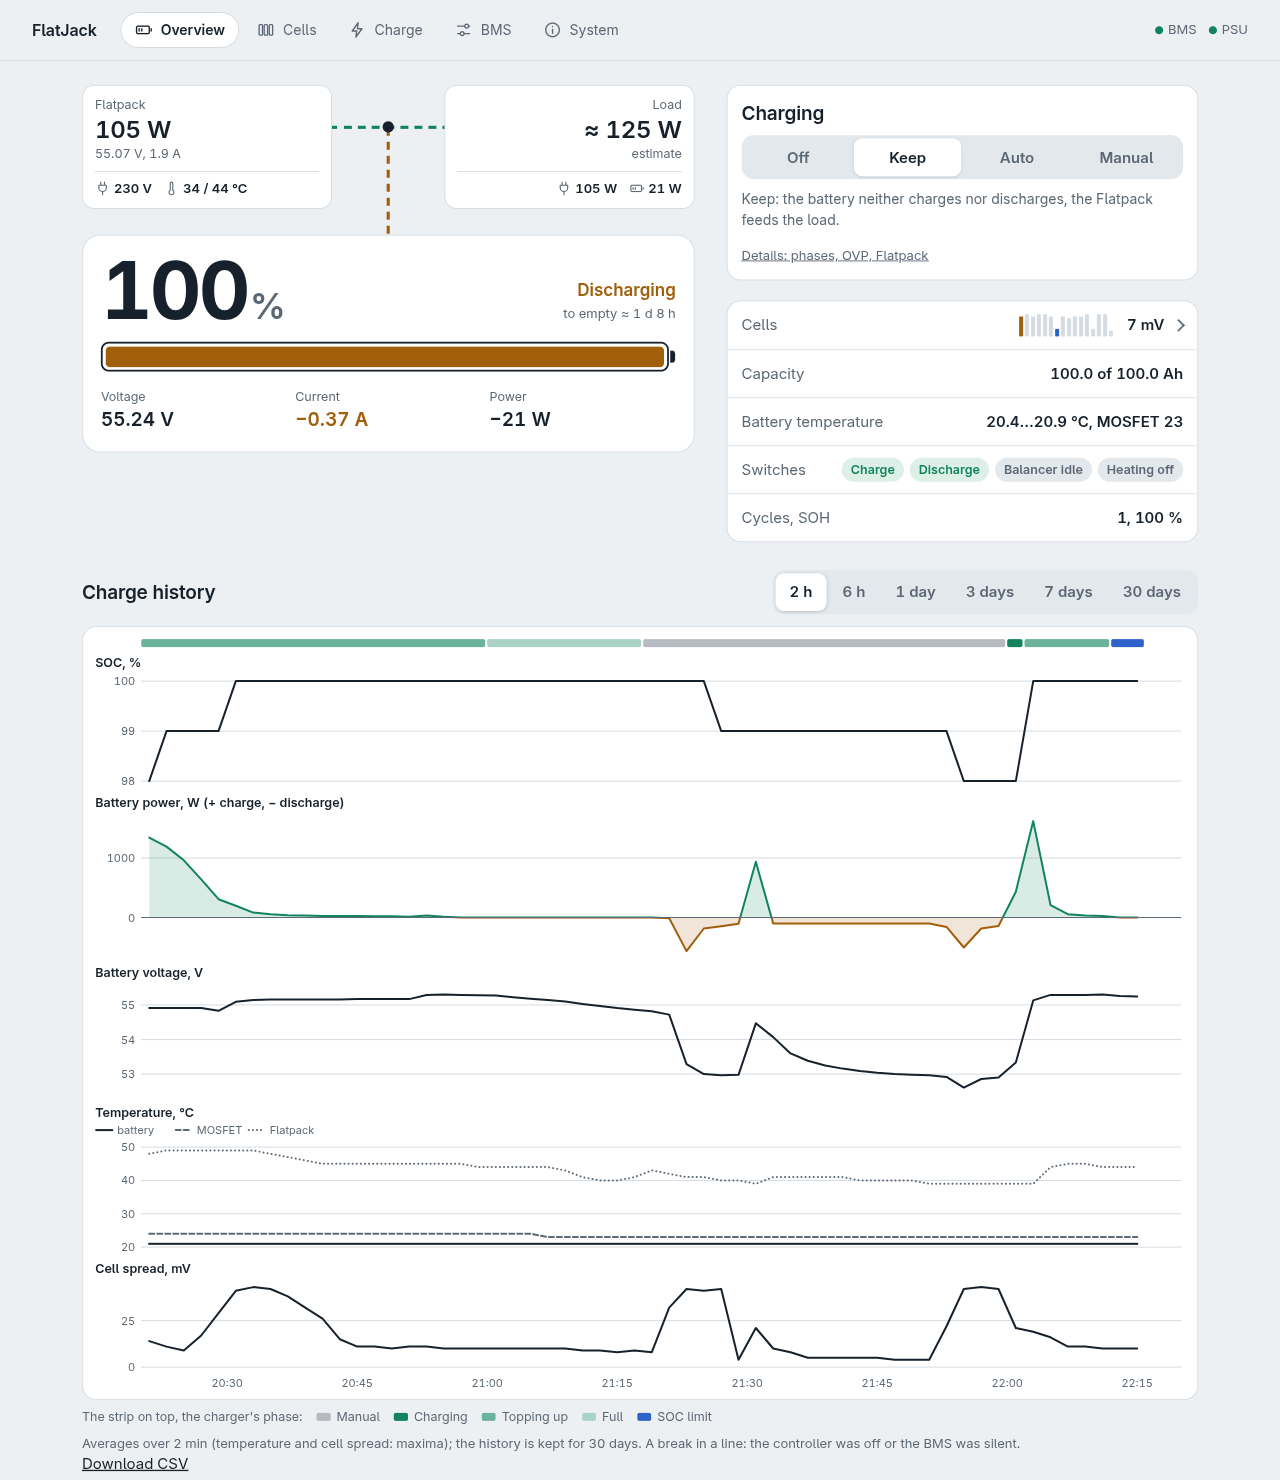 FlatJack
Overview
Cells
Charge
BMS
System
BMS
PSU
Flatpack
105 W
55.07 V, 1.9 A
230 V
34 / 44 °C
Load
≈ 125 W
estimate
105 W
21 W
100%
Discharging
to empty ≈ 1 d 8 h
Voltage
Current
Power
55.24 V
−0.37 A
−21 W
Charging
Off
Keep
Auto
Manual
Keep: the battery neither charges nor discharges, the Flatpack
feeds the load.
Details: phases, OVP, Flatpack
Cells
7 mV
Capacity
100.0 of 100.0 Ah
Battery temperature
20.4…20.9 °C, MOSFET 23
Switches
Charge
Discharge
Balancer idle
Heating off
Cycles, SOH
1, 100 %
Charge history
2 h
6 h
1 day
3 days
7 days
30 days
SOC, %
100
99
98
Battery power, W (+ charge, − discharge)
1000
0
Battery voltage, V
55
54
53
Temperature, °C
battery
MOSFET
Flatpack
50
40
30
20
Cell spread, mV
25
0
20:30
20:45
21:00
21:15
21:30
21:45
22:00
22:15
The strip on top, the charger's phase:
Manual
Charging
Topping up
Full
SOC limit
Averages over 2 min (temperature and cell spread: maxima); the history is kept for 30 days. A break in a line: the controller was off or the BMS was silent.
Download CSV